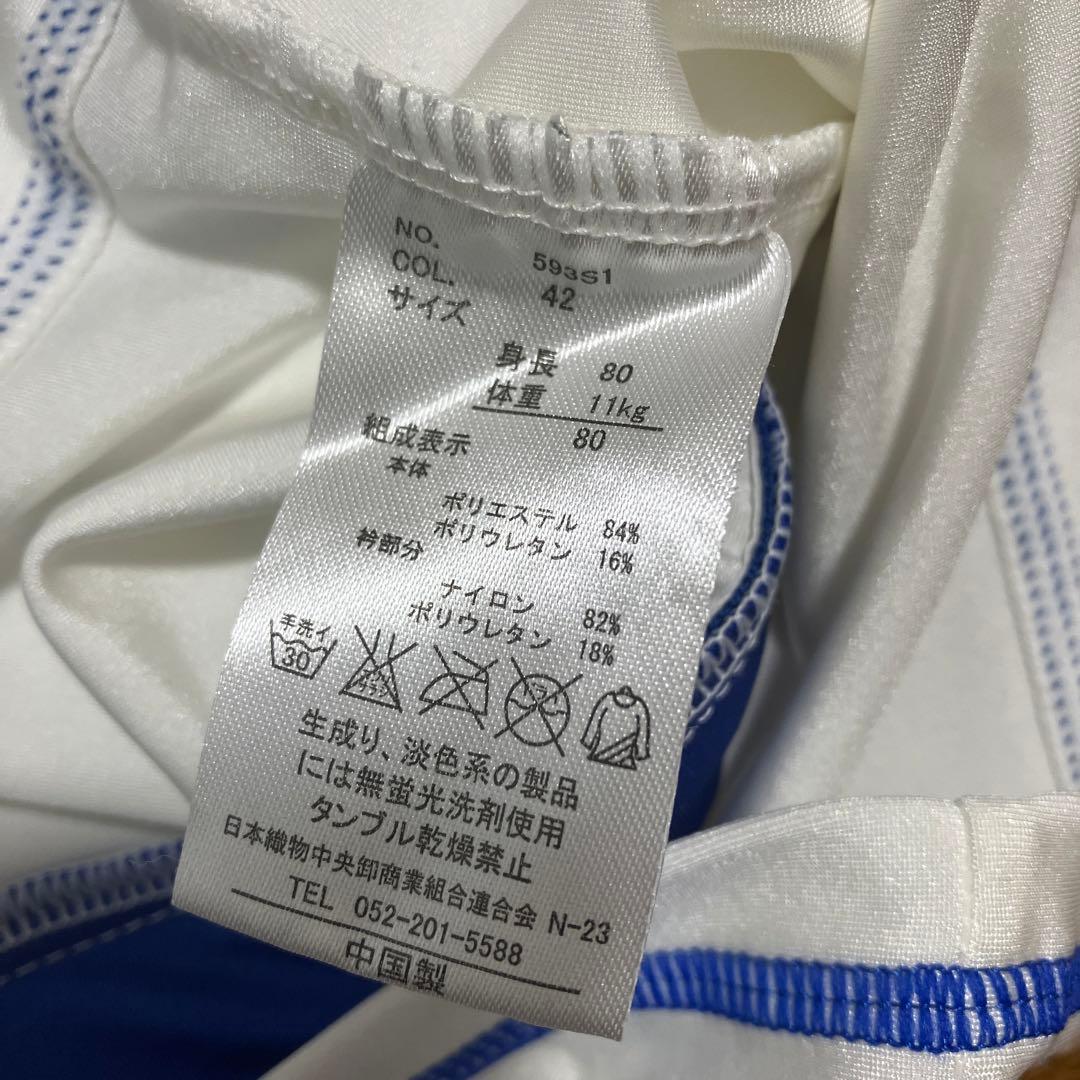 NO. 593S1
COL. 42
サイズ
身長 80
体重 11kg
80
組成表示
本体
ポリエステル 84%
ポリウレタン 16%
衿部分
ナイロン 82%
ポリウレタン 18%
手洗イ
30
ドライ
生成り、淡色系の製品
には無蛍光洗剤使用
タンブル乾燥禁止
日本織物中央卸商業組合連合会 N-23
TEL 052-201-5588
中国製